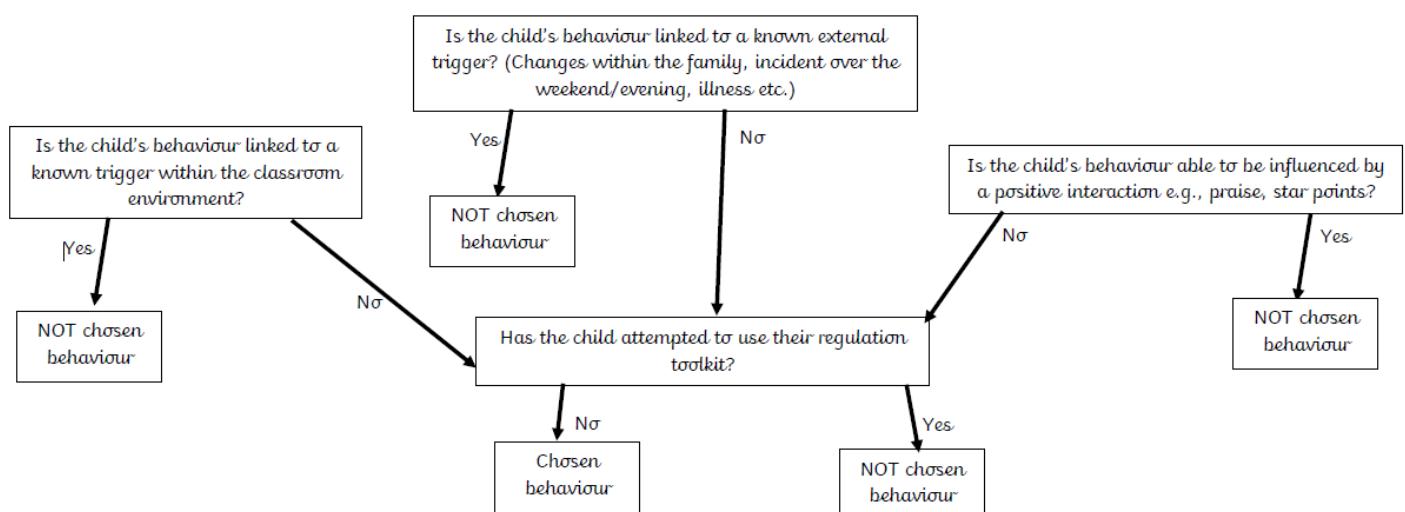 Is the child's behaviour linked to a known external
trigger? (Changes within the family, incident over the
weekend/evening, illness etc.)
Yes
No
NOT chosen
behaviour
Is the child's behaviour linked to a
known trigger within the classroom
environment?
Yes
No
NOT chosen
behaviour
Is the child's behaviour able to be influenced by
a positive interaction e.g., praise, star points?
No
Yes
NOT chosen
behaviour
Has the child attempted to use their regulation
toolkit?
No
Yes
Chosen
behaviour
NOT chosen
behaviour